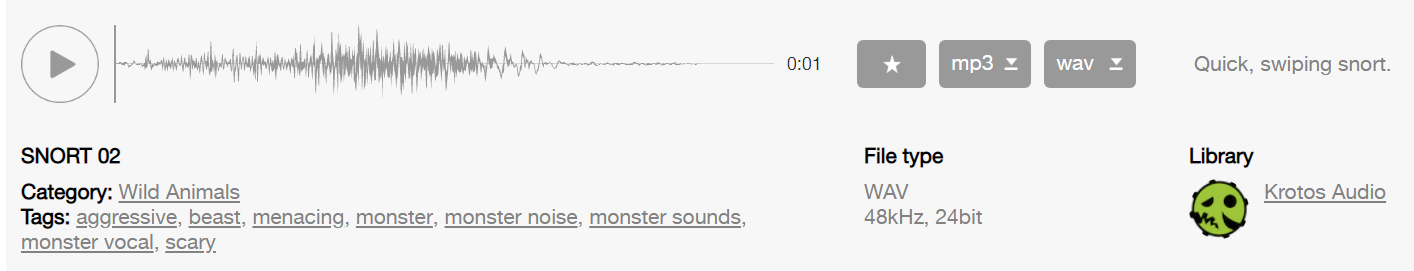 0:01
mp3
wav
Quick, swiping snort.
SNORT 02
Category: Wild Animals
Tags: aggressive, beast, menacing, monster, monster noise, monster sounds,
monster vocal, scary
File type
WAV
48kHz, 24bit
Library
Krotos Audio